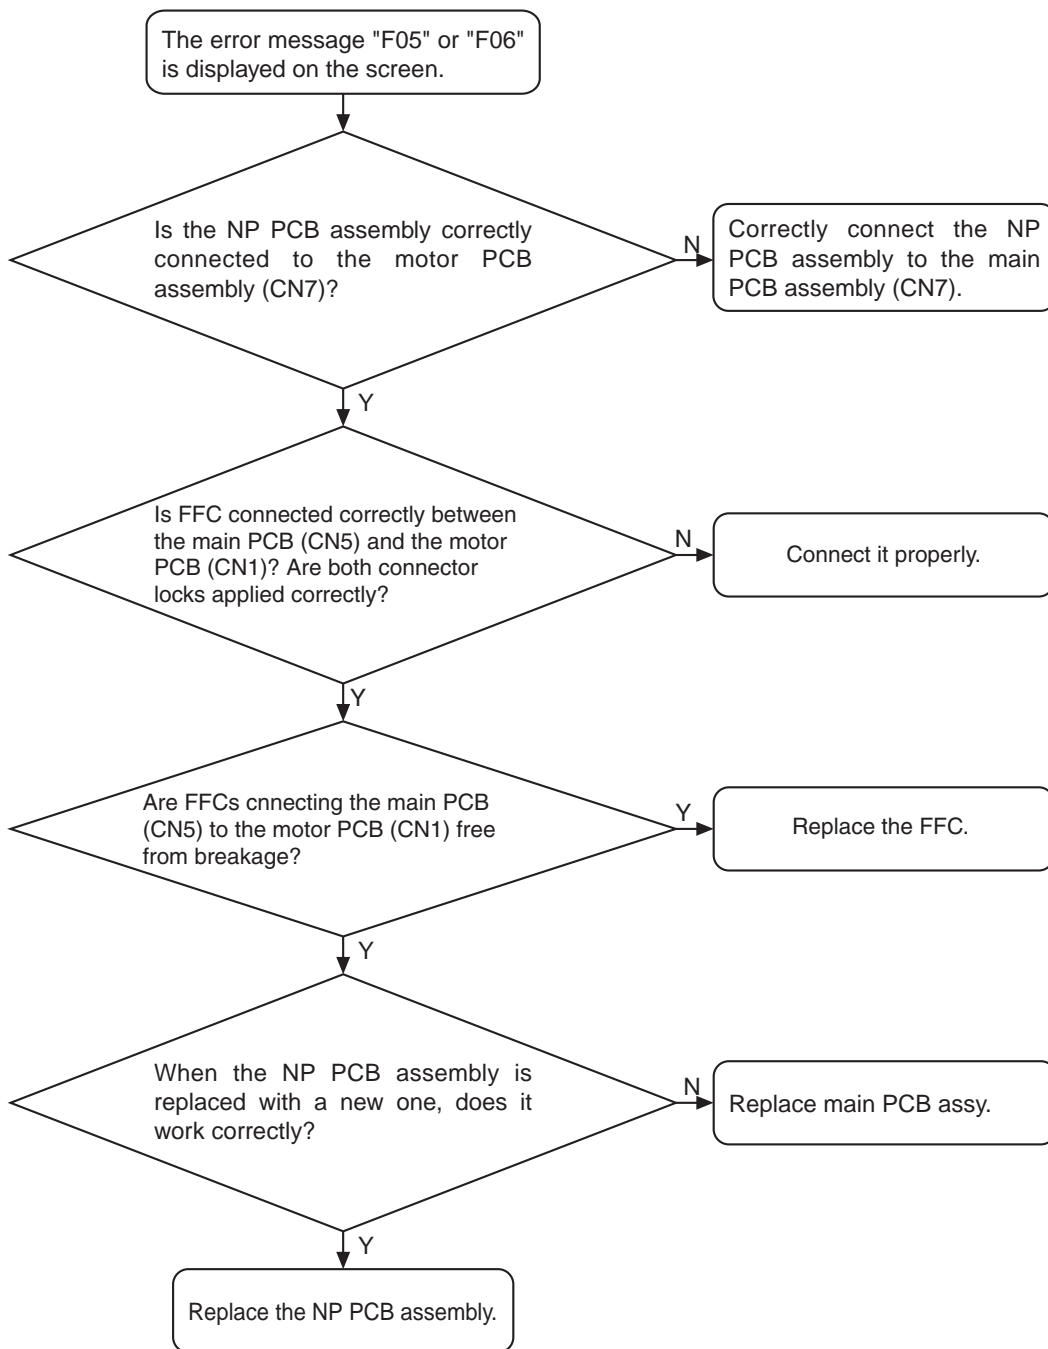 The error message "F05" or "F06"
is displayed on the screen.
Is the NP PCB assembly correctly
connected to the motor PCB
assembly (CN7)?
N
Correctly connect the NP
PCB assembly to the main
PCB assembly (CN7).
Y
Is FFC connected correctly between
the main PCB (CN5) and the motor
PCB (CN1)? Are both connector
locks applied correctly?
N
Connect it properly.
Y
Are FFCs cnnecting the main PCB
(CN5) to the motor PCB (CN1) free
from breakage?
Y
Replace the FFC.
Y
When the NP PCB assembly is
replaced with a new one, does it
work correctly?
N
Replace main PCB assy.
Y
Replace the NP PCB assembly.